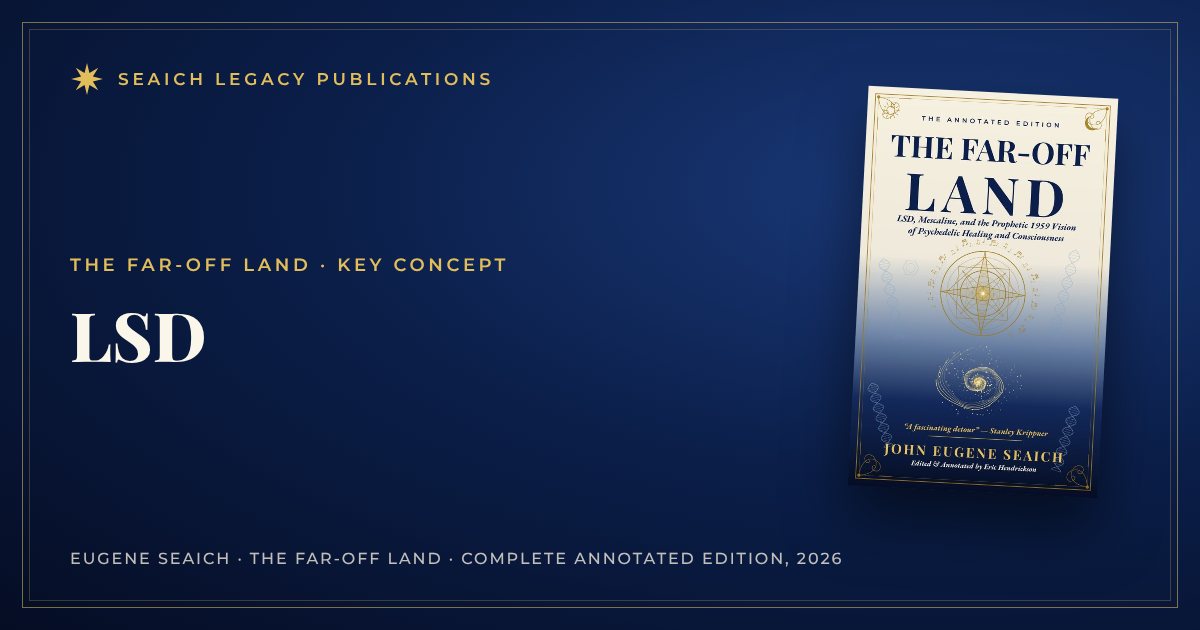 SEAICH LEGACY PUBLICATIONS
THE FAR-OFF LAND · KEY CONCEPT
LSD
EUGENE SEAICH · THE FAR-OFF LAND · COMPLETE ANNOTATED EDITION, 2026
THE ANNOTATED EDITION
THE FAR-OFF
LAND
LSD, Mescaline, and the Prophetic 1959 Vision
of Psychedelic Healing and Consciousness
"A fascinating detour" — Stanley Krippner
JOHN EUGENE SEAICH
Edited & Annotated by Eric Hendrickson